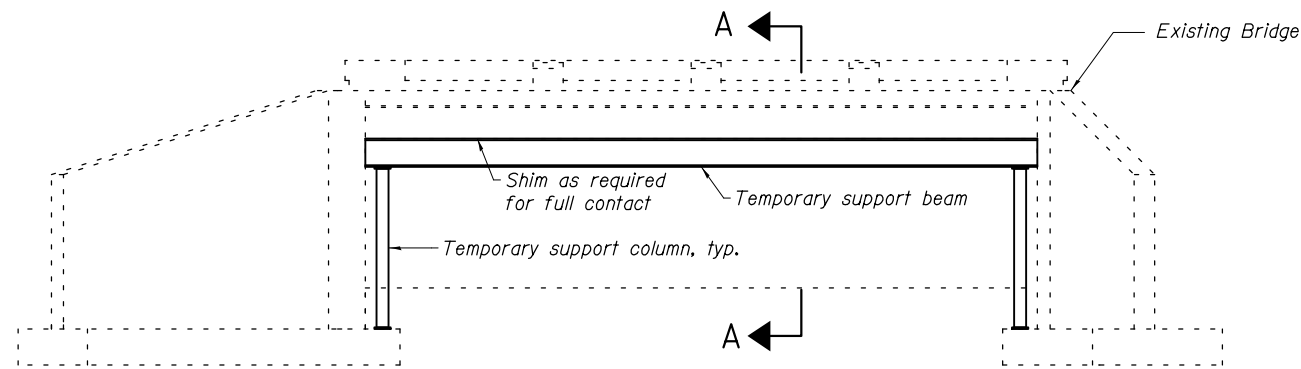 A
Existing Bridge
Shim as required
for full contact
Temporary support beam
Temporary support column, typ.
A